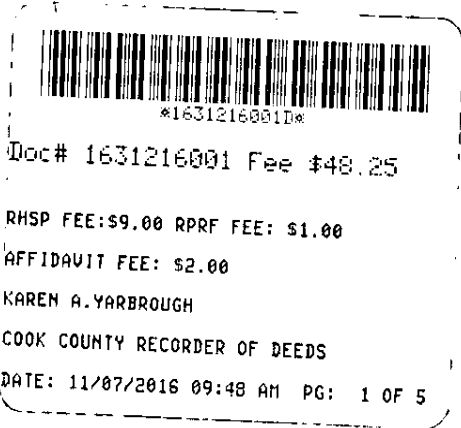 *1631216001D*
Doc# 1631216001 Fee $48.25
RHSP FEE:$9.00 RPRF FEE: $1.00
AFFIDAVIT FEE: $2.00
KAREN A.YARBROUGH
COOK COUNTY RECORDER OF DEEDS
DATE: 11/07/2016 09:48 AM PG: 1 OF 5